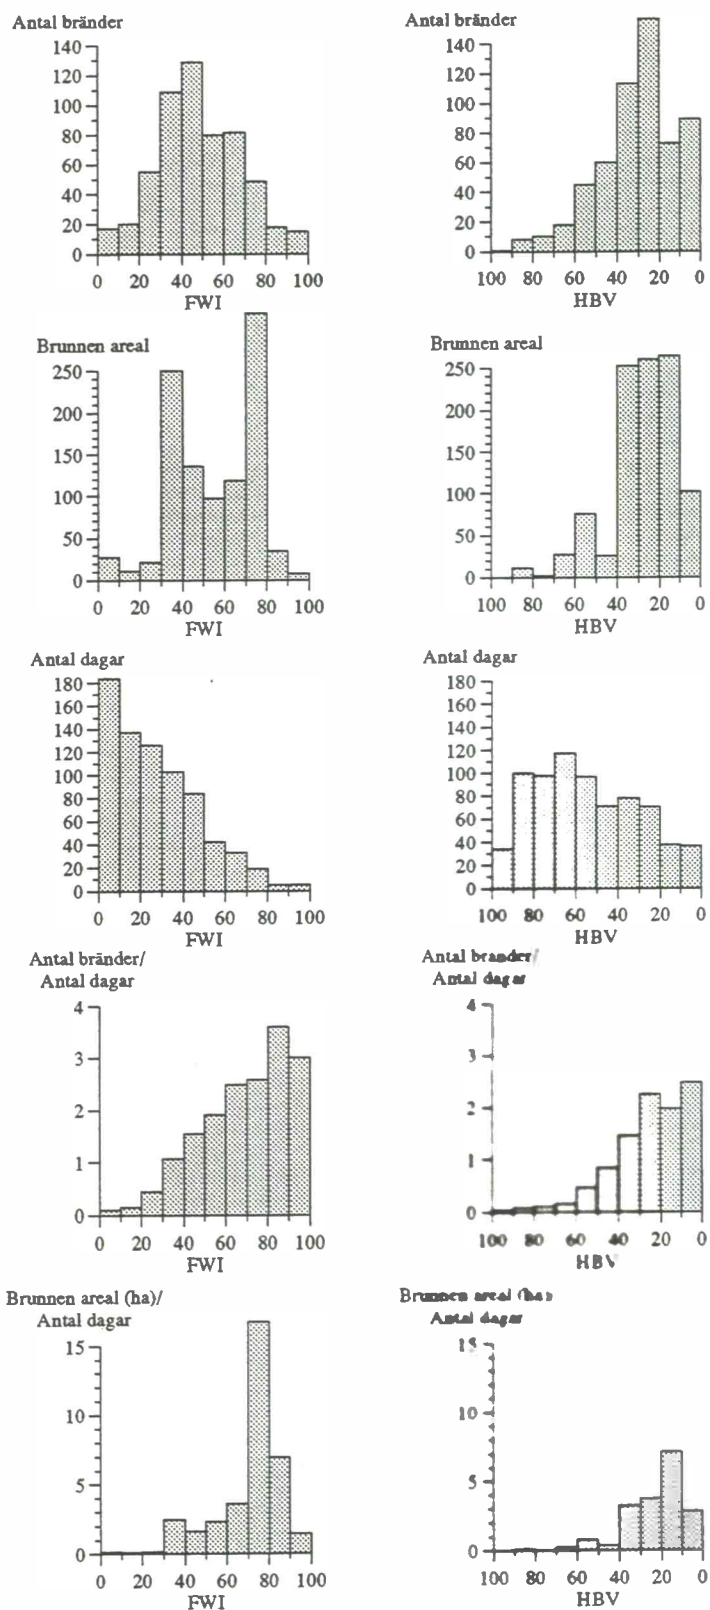 Antal bränder
140
120
100
80
60
40
20
0
0 20 40 60 80 100
FWI
Antal bränder
140
120
100
80
60
40
20
0
100 80 60 40 20 0
HBV
Brunnen areal
250
200
150
100
50
0
0 20 40 60 80 100
FWI
Brunnen areal
250
200
150
100
50
0
100 80 60 40 20 0
HBV
Antal dagar
180
160
140
120
100
80
60
40
20
0
0 20 40 60 80 100
FWI
Antal dagar
180
160
140
120
100
80
60
40
20
0
100 80 60 40 20 0
HBV
Antal bränder/
Antal dagar
4
3
2
1
0
0 20 40 60 80 100
FWI
Antal brander/
Antal dagar
4
3
2
1
0
100 80 60 40 20 0
HBV
Brunnen areal (ha)/
Antal dagar
15
10
5
0
0 20 40 60 80 100
FWI
Brunnen areal (ha)
Antal dagar
15
10
5
0
100 80 60 40 20 0
HBV